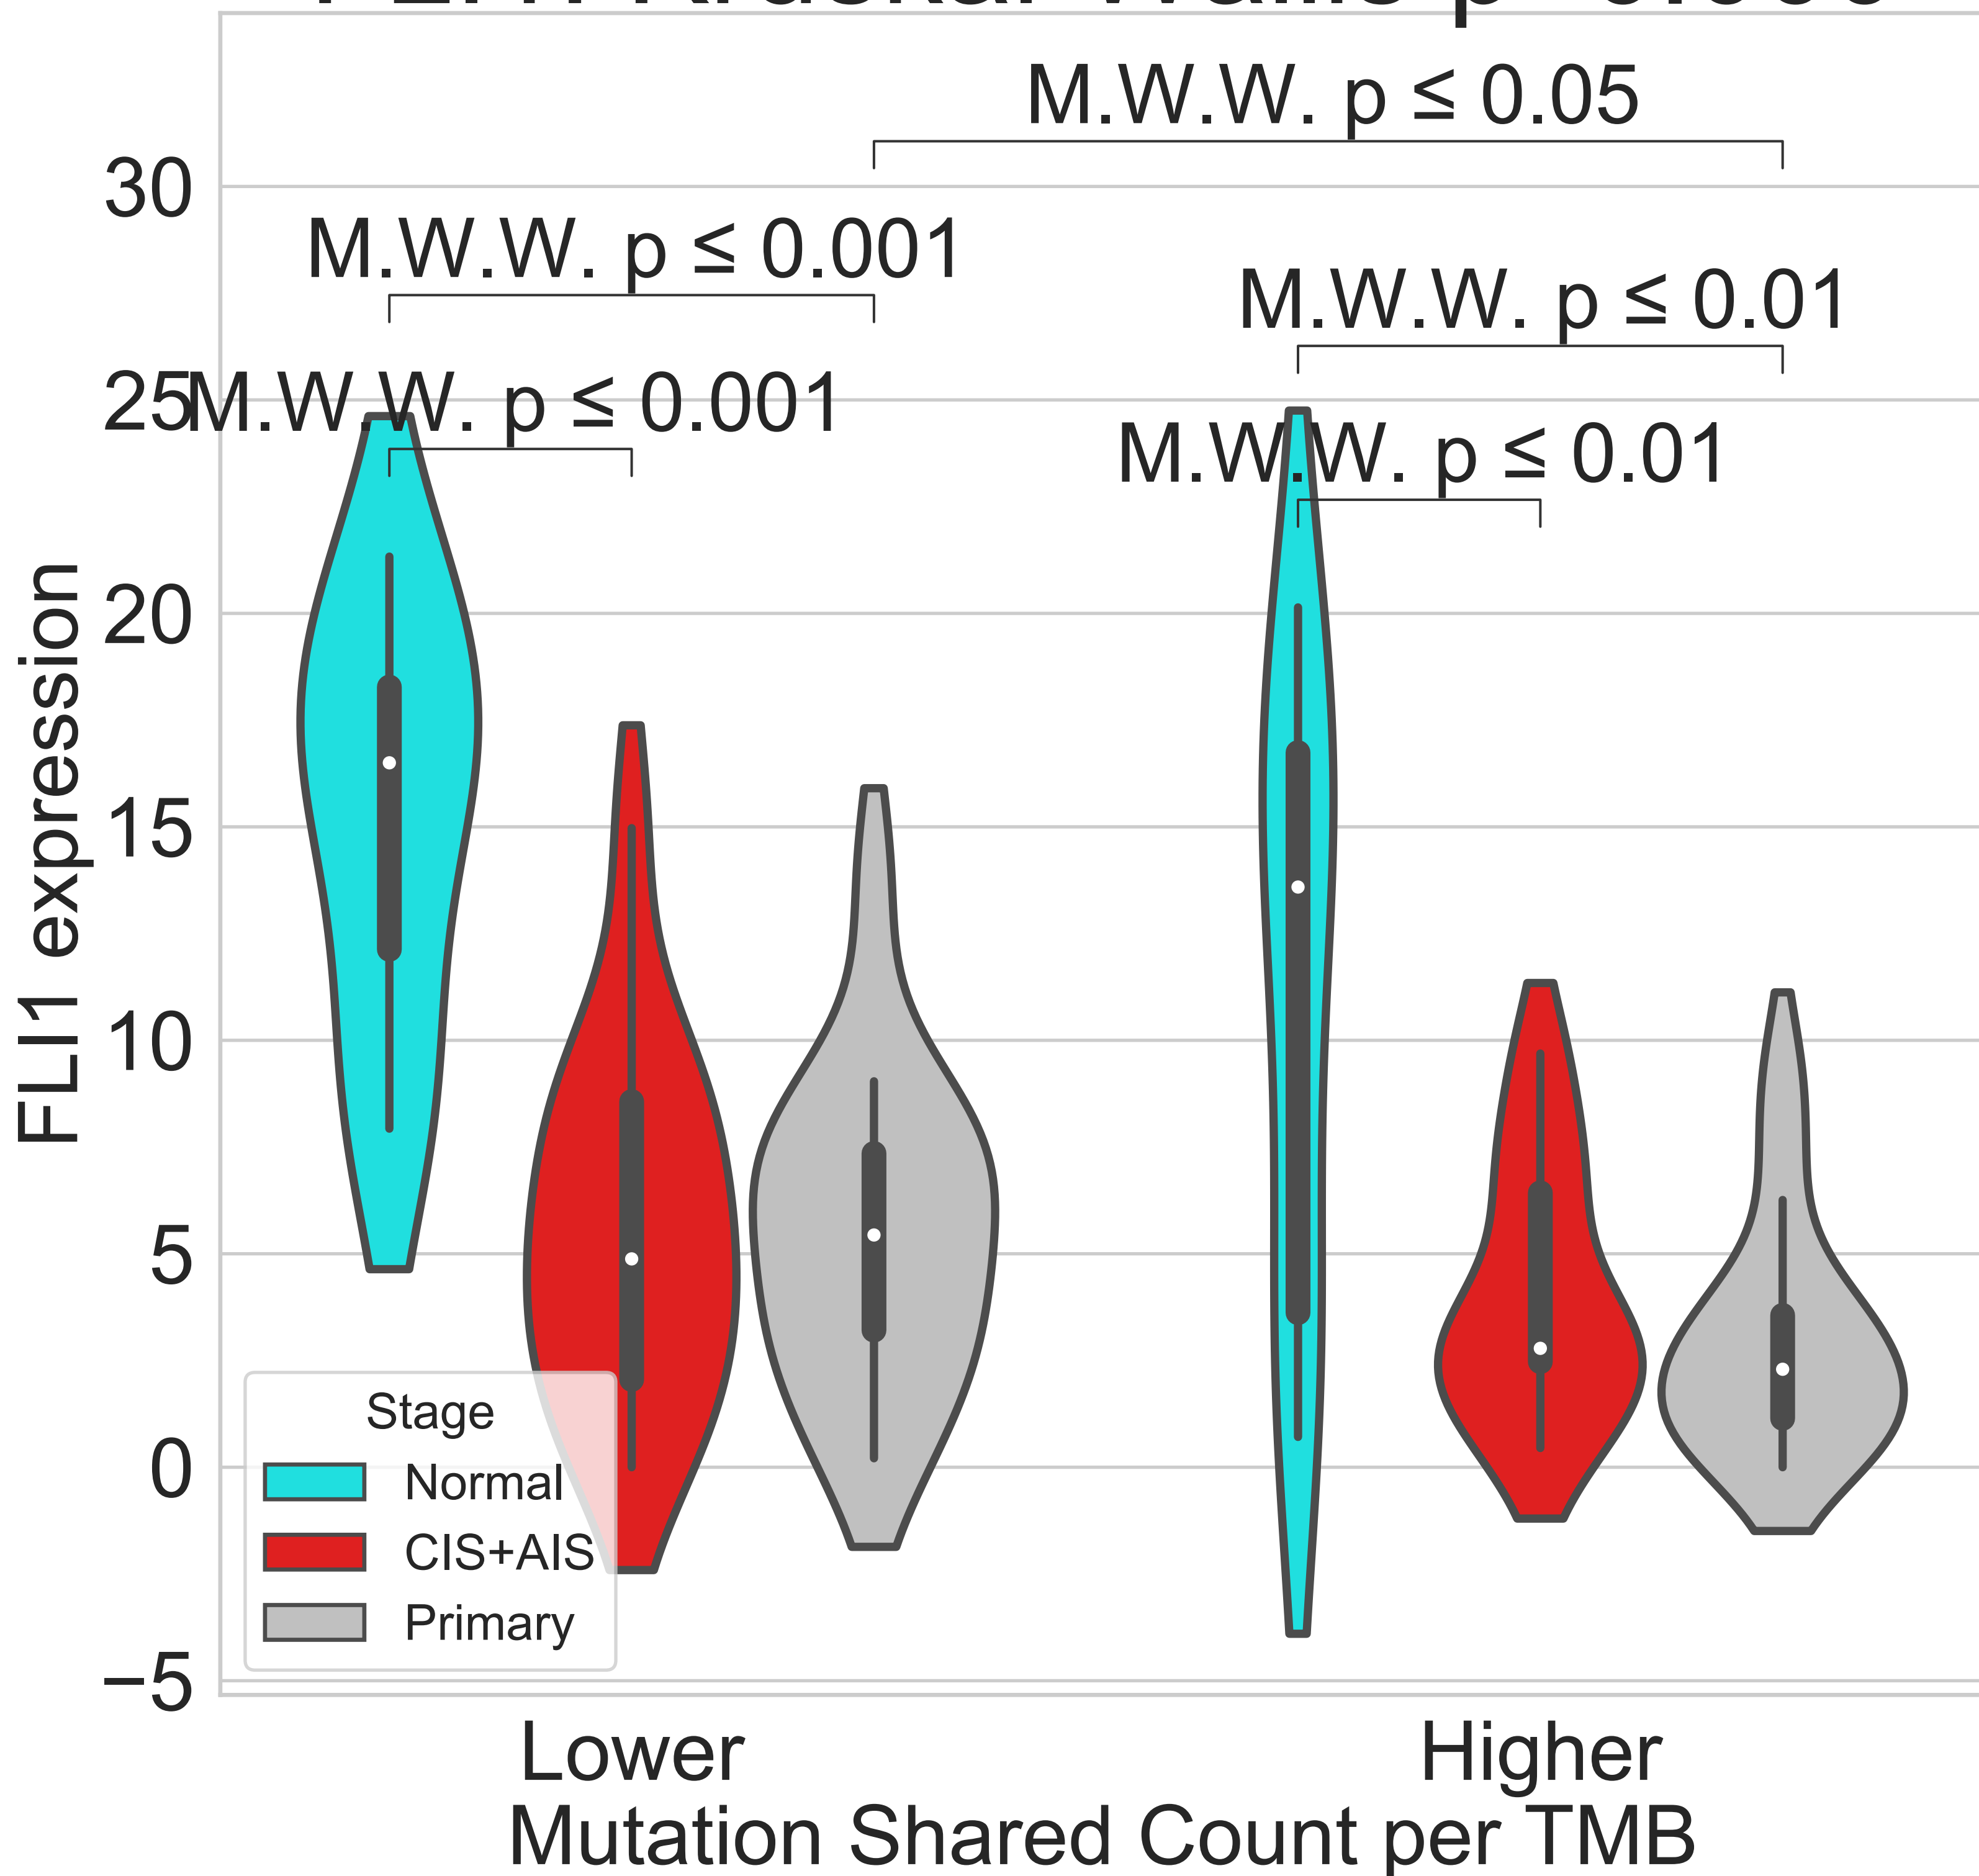 M.W.W. p ≤ 0.05
30
M.W.W. p ≤ 0.001
M.W.W. p ≤ 0.01
25
M.W.W. p ≤ 0.001
M.W.W. p ≤ 0.01
20
15
10
5
0
−5
FLI1 expression
Stage
Normal
CIS+AIS
Primary
Lower
Higher
Mutation Shared Count per TMB